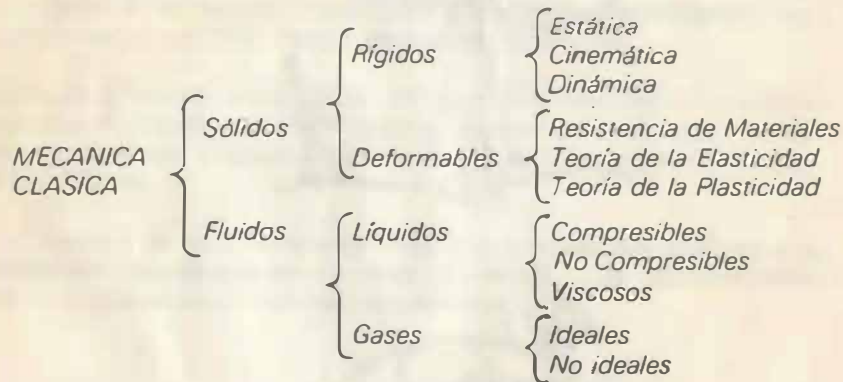 MECANICA
CLASICA
Sólidos
Rígidos
Estática
Cinemática
Dinámica
Deformables
Resistencia de Materiales
Teoría de la Elasticidad
Teoría de la Plasticidad
Fluidos
Líquidos
Compresibles
No Compresibles
Viscosos
Gases
Ideales
No ideales